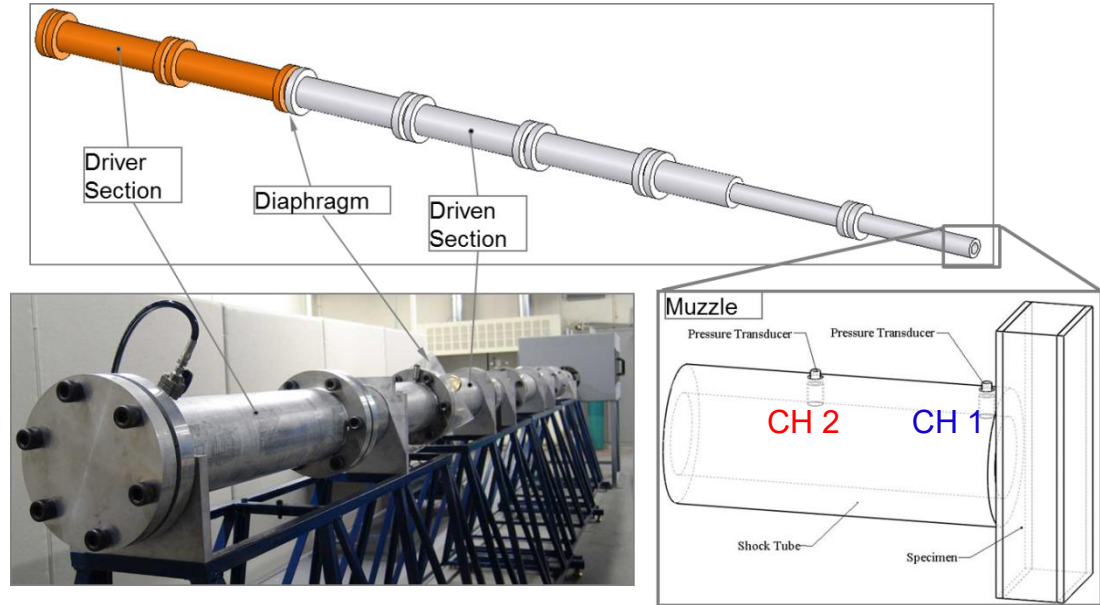 Driver
Section
Diaphragm
Driven
Section
Muzzle
Pressure Transducer
Pressure Transducer
CH 2
CH 1
Shock Tube
Specimen